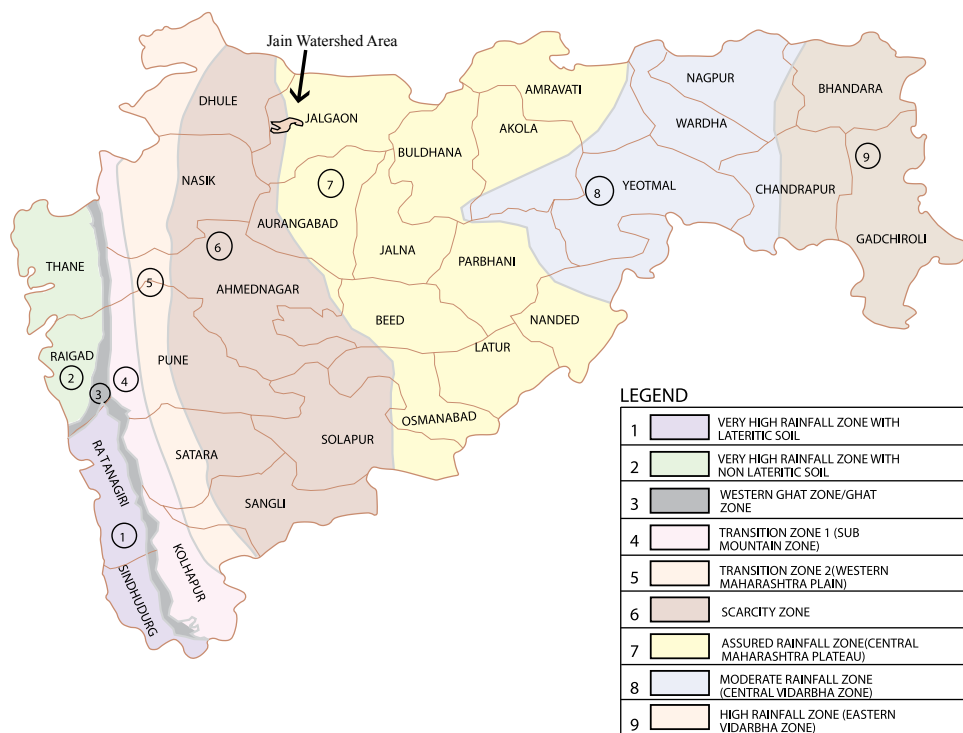 Jain Watershed Area
DHULE
JALGAON
AMRAVATI
NAGPUR
BHANDARA
AKOLA
WARDHA
BULDHANA
9
NASIK
7
8
YEOTMAL
CHANDRAPUR
AURANGABAD
GADCHIROLI
6
JALNA
PARBHANI
THANE
5
AHMEDNAGAR
BEED
NANDED
LATUR
RAIGAD
PUNE
2
4
3
OSMANABAD
SOLAPUR
RATANAGIRI
SATARA
SANGLI
1
KOLHAPUR
SINDHUDURG
LEGEND
1 VERY HIGH RAINFALL ZONE WITH
LATERITIC SOIL
2 VERY HIGH RAINFALL ZONE WITH
NON LATERITIC SOIL
3 WESTERN GHAT ZONE/GHAT
ZONE
4 TRANSITION ZONE 1 (SUB
MOUNTAIN ZONE)
5 TRANSITION ZONE 2(WESTERN
MAHARASHTRA PLAIN)
6 SCARCITY ZONE
7 ASSURED RAINFALL ZONE(CENTRAL
MAHARASHTRA PLATEAU)
8 MODERATE RAINFALL ZONE
(CENTRAL VIDARBHA ZONE)
9 HIGH RAINFALL ZONE (EASTERN
VIDARBHA ZONE)